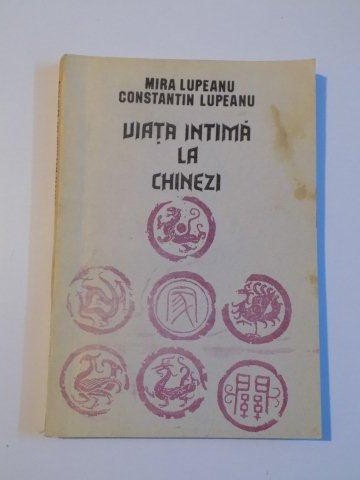 MIRA LUPEANU
CONSTANTIN LUPEANU
VIAȚA INTIMĂ
LA
CHINEZI